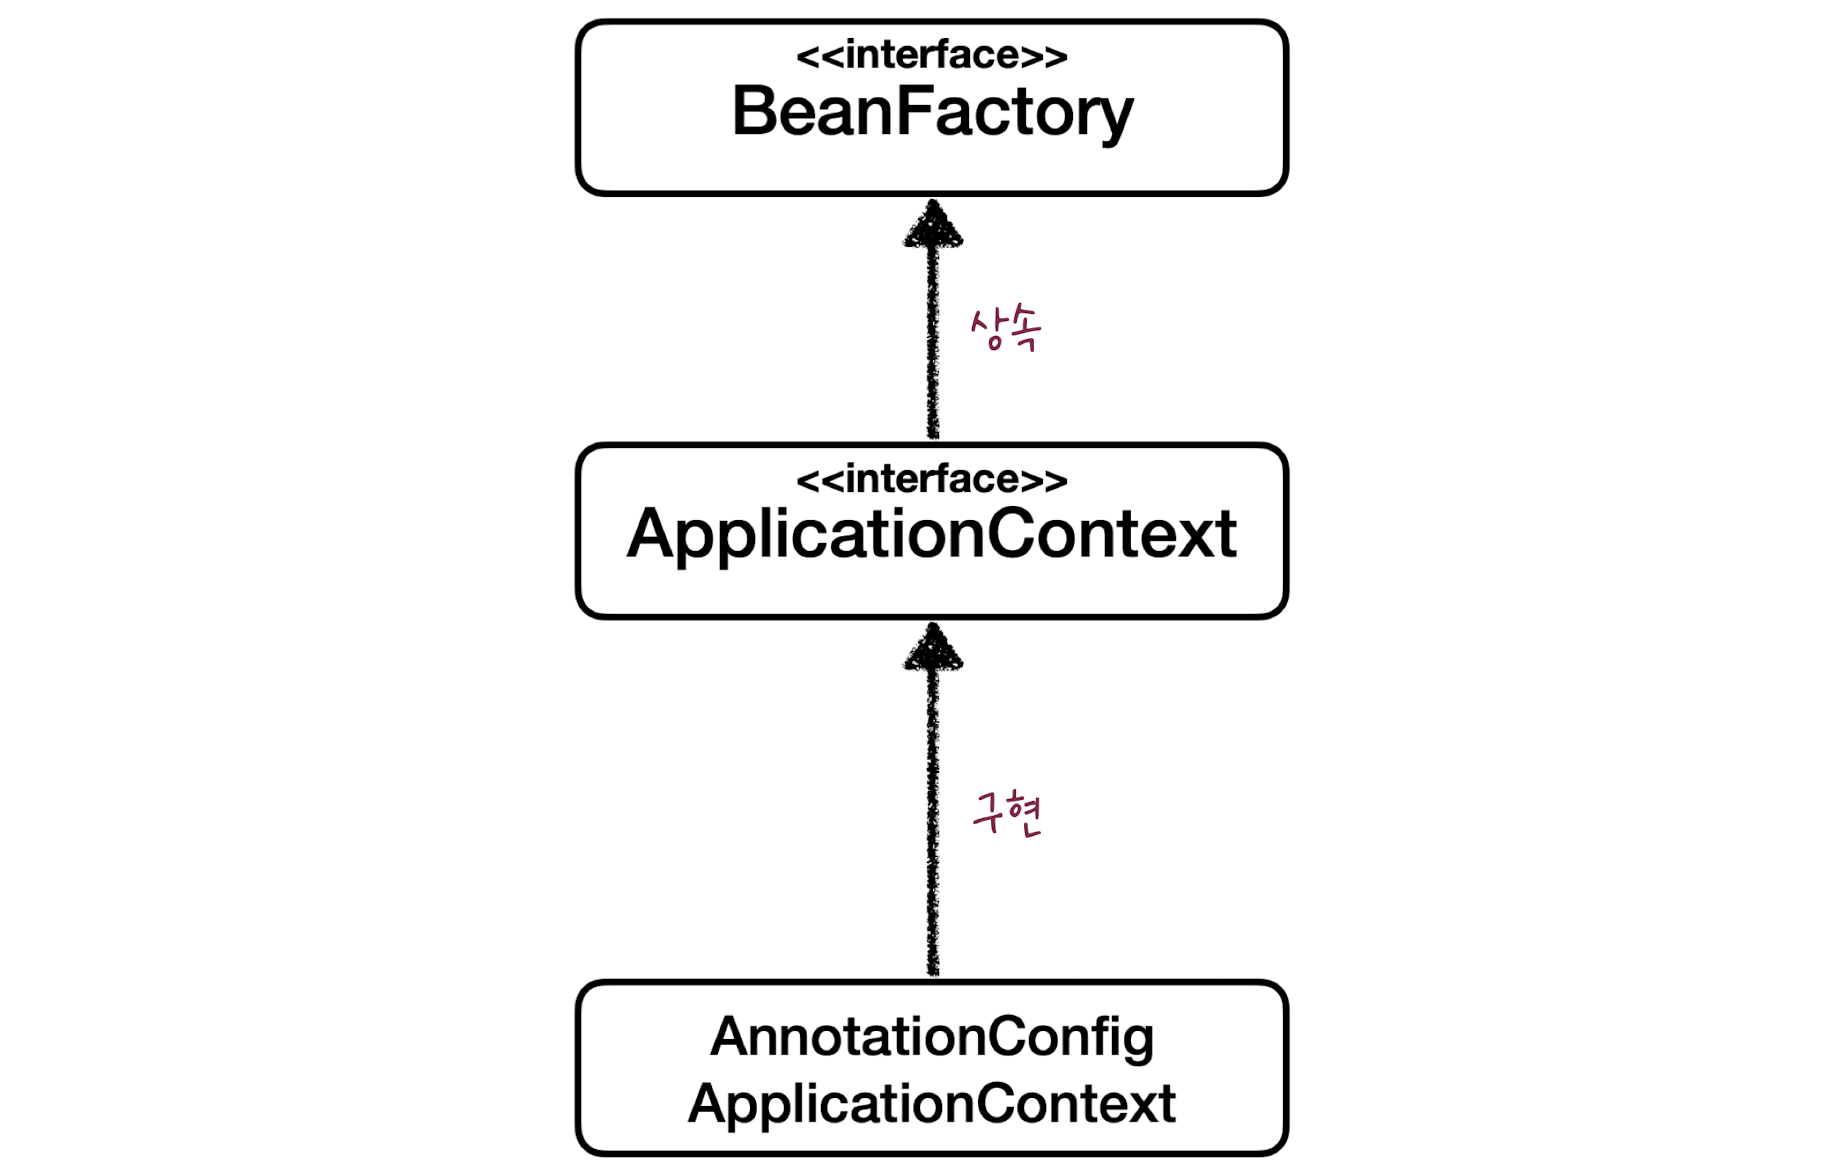 <<interface>>
BeanFactory
상속
<<interface>>
ApplicationContext
구현
AnnotationConfig
ApplicationContext